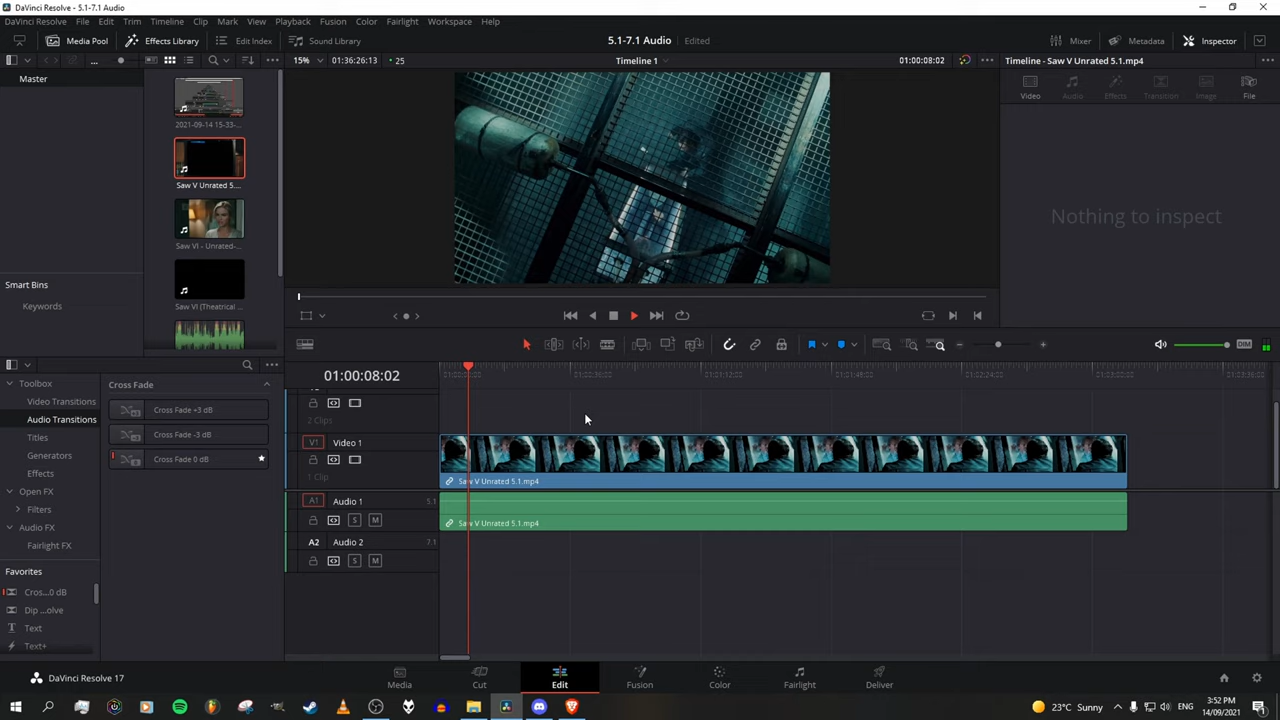 DaVinci Resolve - 5.1-7.1 Audio
DaVinci Resolve File Edit Trim Timeline Clip Mark View Playback Fusion Color Fairlight Workspace Help
Media Pool Effects Library Edit Index Sound Library 5.1-7.1 Audio Edited Mixer Metadata Inspector
... 15% 01:36:26:13 25 Timeline 1 01:00:08:02 Timeline - Saw V Unrated 5.1.mp4
Master
Video Audio Effects Transition Image File
2021-09-14 15-33-...
Saw V Unrated 5....
Nothing to inspect
Saw VI - Unrated-...
Smart Bins
Keywords
Saw VI (Theatrical ...
DIM
01:00:08:02
Toolbox
Video Transitions
Audio Transitions
Titles
Generators
Effects
Open FX
Filters
Audio FX
Fairlight FX
Favorites
Cros...0 dB
Dip ...olve
Text
Text+
Cross Fade
Cross Fade +3 dB
Cross Fade -3 dB
Cross Fade 0 dB
2 Clips
V1 Video 1
1 Clip
Saw V Unrated 5.1.mp4
A1 Audio 1 5.1
S M
Saw V Unrated 5.1.mp4
A2 Audio 2 7.1
S M
DaVinci Resolve 17
Media Cut Edit Fusion Color Fairlight Deliver
23°C Sunny ENG 3:52 PM
14/09/2021